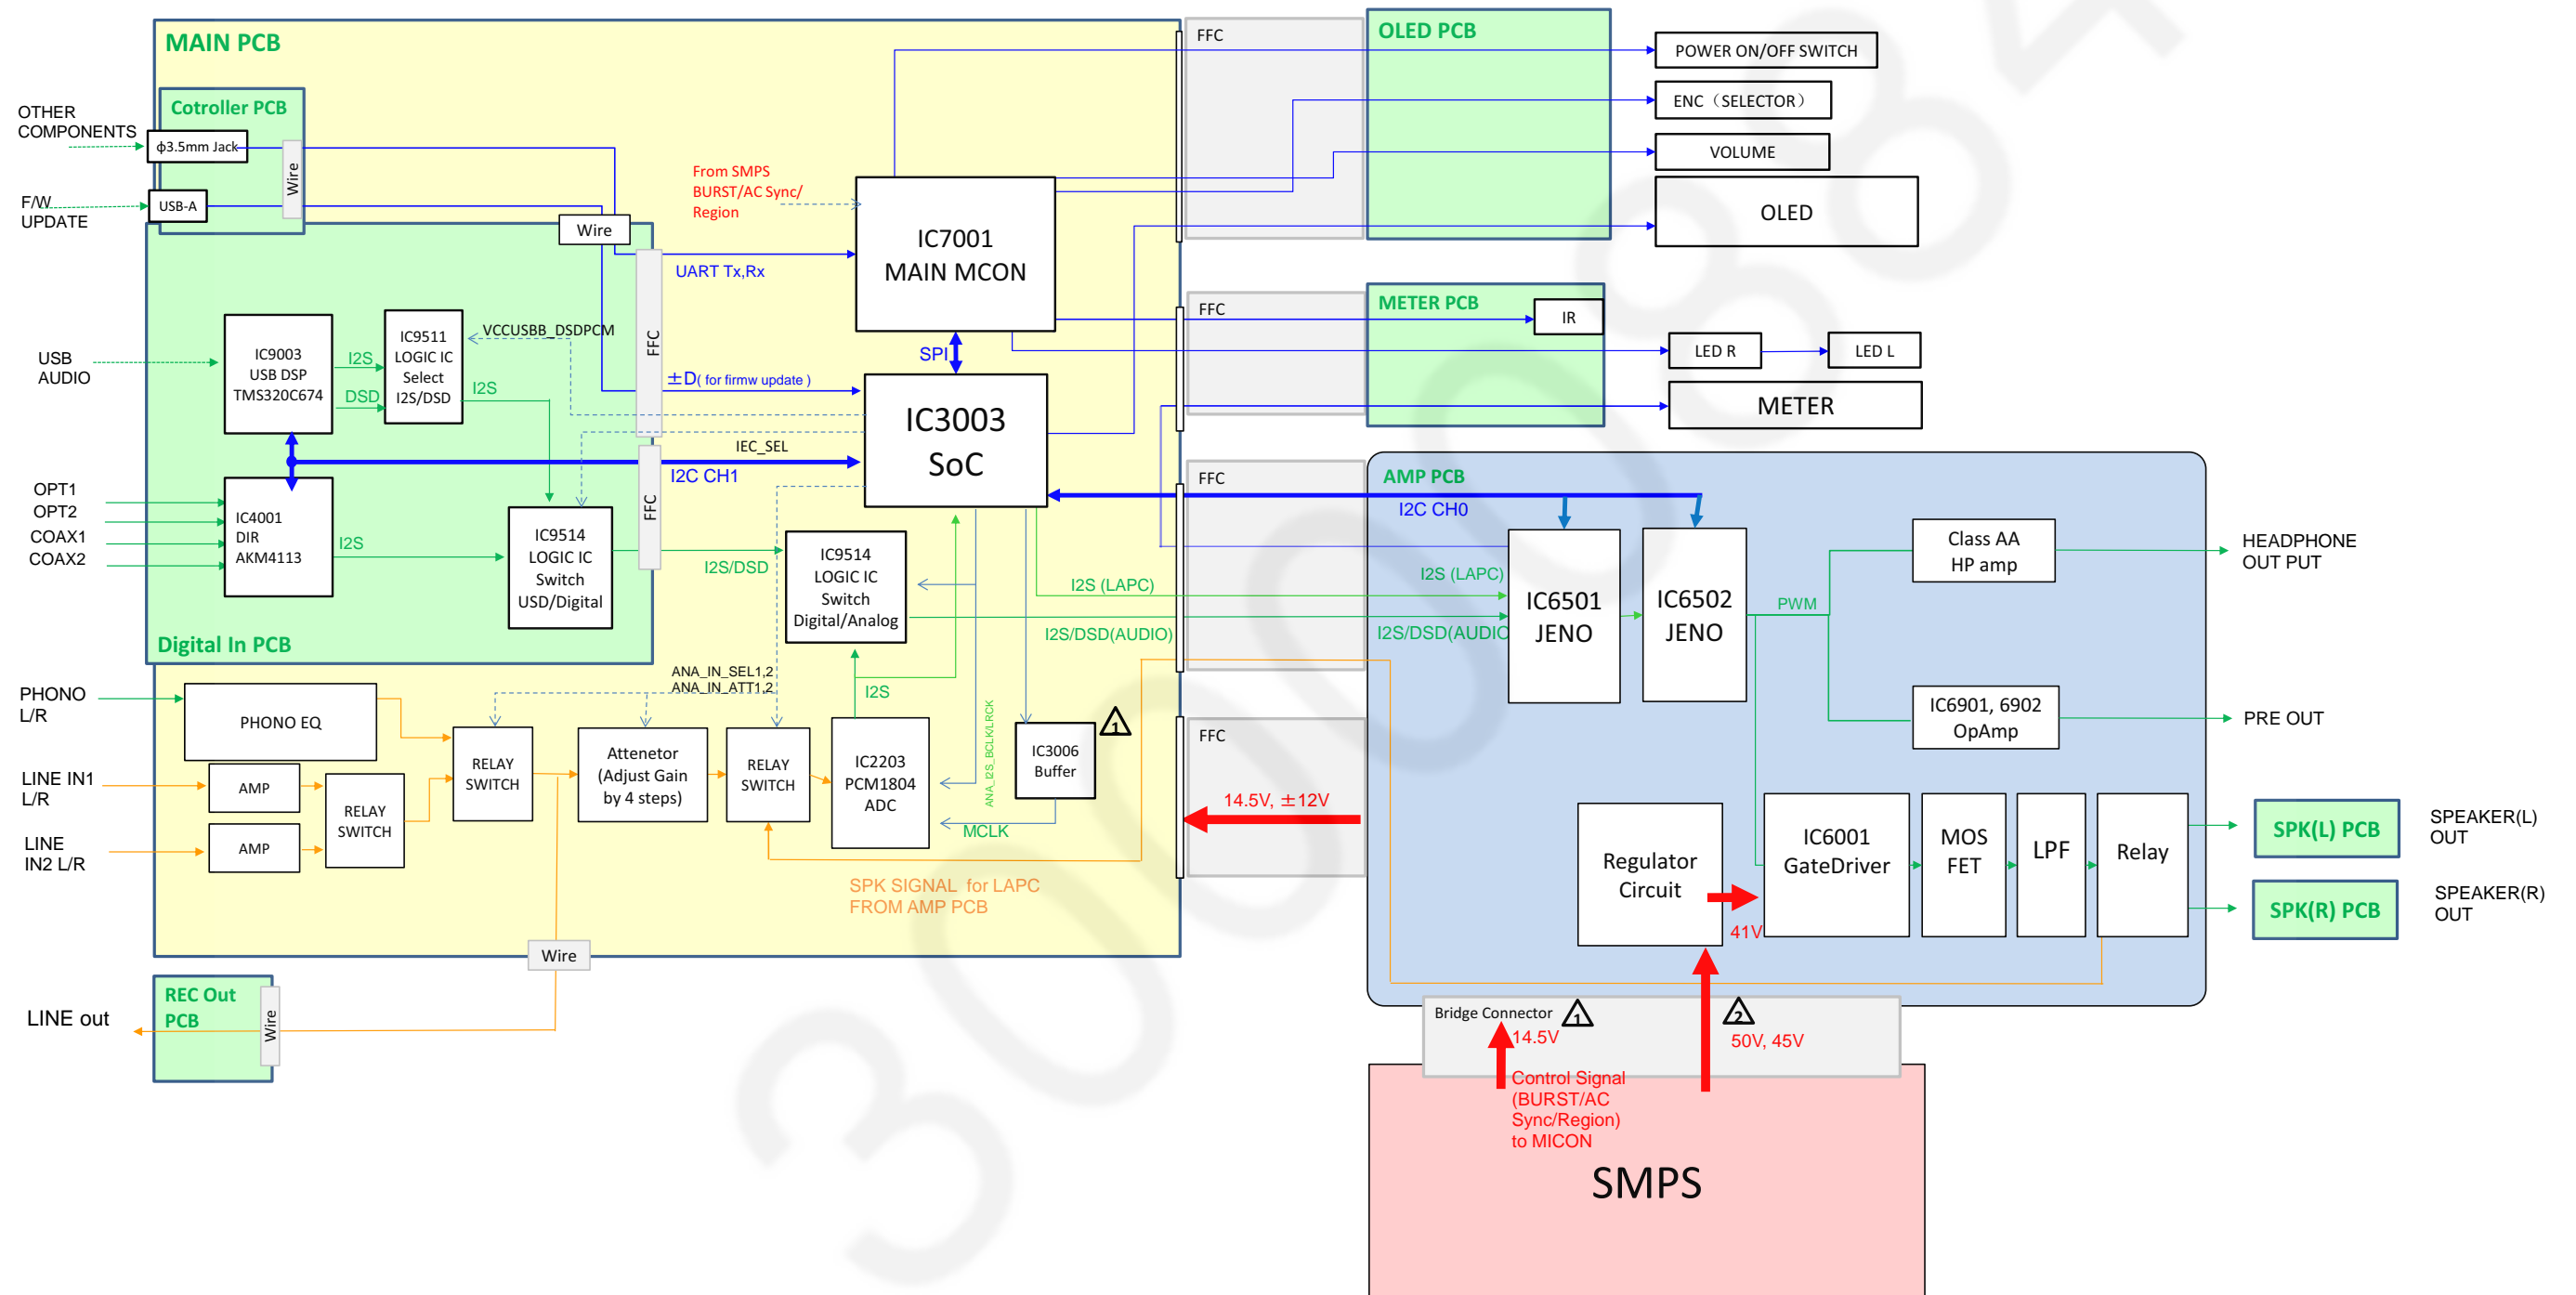 MAIN PCB
FFC
OLED PCB
POWER ON/OFF SWITCH
ENC（SELECTOR）
VOLUME
OLED
Cotroller PCB
OTHER
COMPONENTS
ϕ3.5mm Jack
Wire
F/W
UPDATE
USB-A
Wire
From SMPS
BURST/AC Sync/
Region
IC7001
MAIN MCON
UART Tx,Rx
FFC
FFC
METER PCB
IR
LED R
LED L
METER
SPI
VCCUSBB_DSDPCM
USB
AUDIO
IC9003
USB DSP
TMS320C674
I2S
DSD
IC9511
LOGIC IC
Select
I2S/DSD
I2S
±D( for firmw update )
IC3003
SoC
IEC_SEL
I2C CH1
FFC
FFC
AMP PCB
I2C CH0
OPT1
OPT2
COAX1
COAX2
IC4001
DIR
AKM4113
I2S
IC9514
LOGIC IC
Switch
USD/Digital
I2S/DSD
IC9514
LOGIC IC
Switch
Digital/Analog
I2S (LAPC)
I2S/DSD(AUDIO)
I2S (LAPC)
I2S/DSD(AUDIO
IC6501
JENO
IC6502
JENO
PWM
Class AA
HP amp
HEADPHONE
OUT PUT
IC6901, 6902
OpAmp
PRE OUT
Digital In PCB
PHONO
L/R
PHONO EQ
LINE IN1
L/R
AMP
LINE
IN2 L/R
AMP
RELAY
SWITCH
RELAY
SWITCH
ANA_IN_SEL1,2
ANA_IN_ATT1,2
Attenetor
(Adjust Gain
by 4 steps)
RELAY
SWITCH
I2S
IC2203
PCM1804
ADC
ANA_I2S_BCLK/LRCK
IC3006
Buffer
1
MCLK
SPK SIGNAL for LAPC
FROM AMP PCB
FFC
14.5V, ±12V
Regulator
Circuit
41V
IC6001
GateDriver
MOS
FET
LPF
Relay
SPK(L) PCB
SPEAKER(L)
OUT
SPK(R) PCB
SPEAKER(R)
OUT
Wire
REC Out
PCB
Wire
LINE out
Bridge Connector
1
14.5V
2
50V, 45V
Control Signal
(BURST/AC
Sync/Region)
to MICON
SMPS